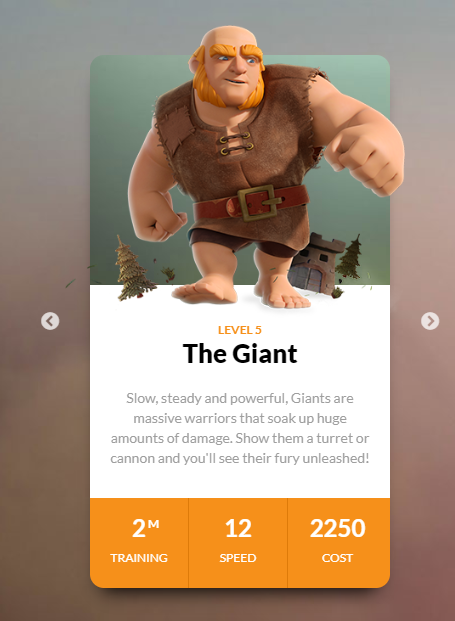 LEVEL 5
The Giant
Slow, steady and powerful, Giants are
massive warriors that soak up huge
amounts of damage. Show them a turret or
cannon and you'll see their fury unleashed!
2M 12 2250
TRAINING SPEED COST